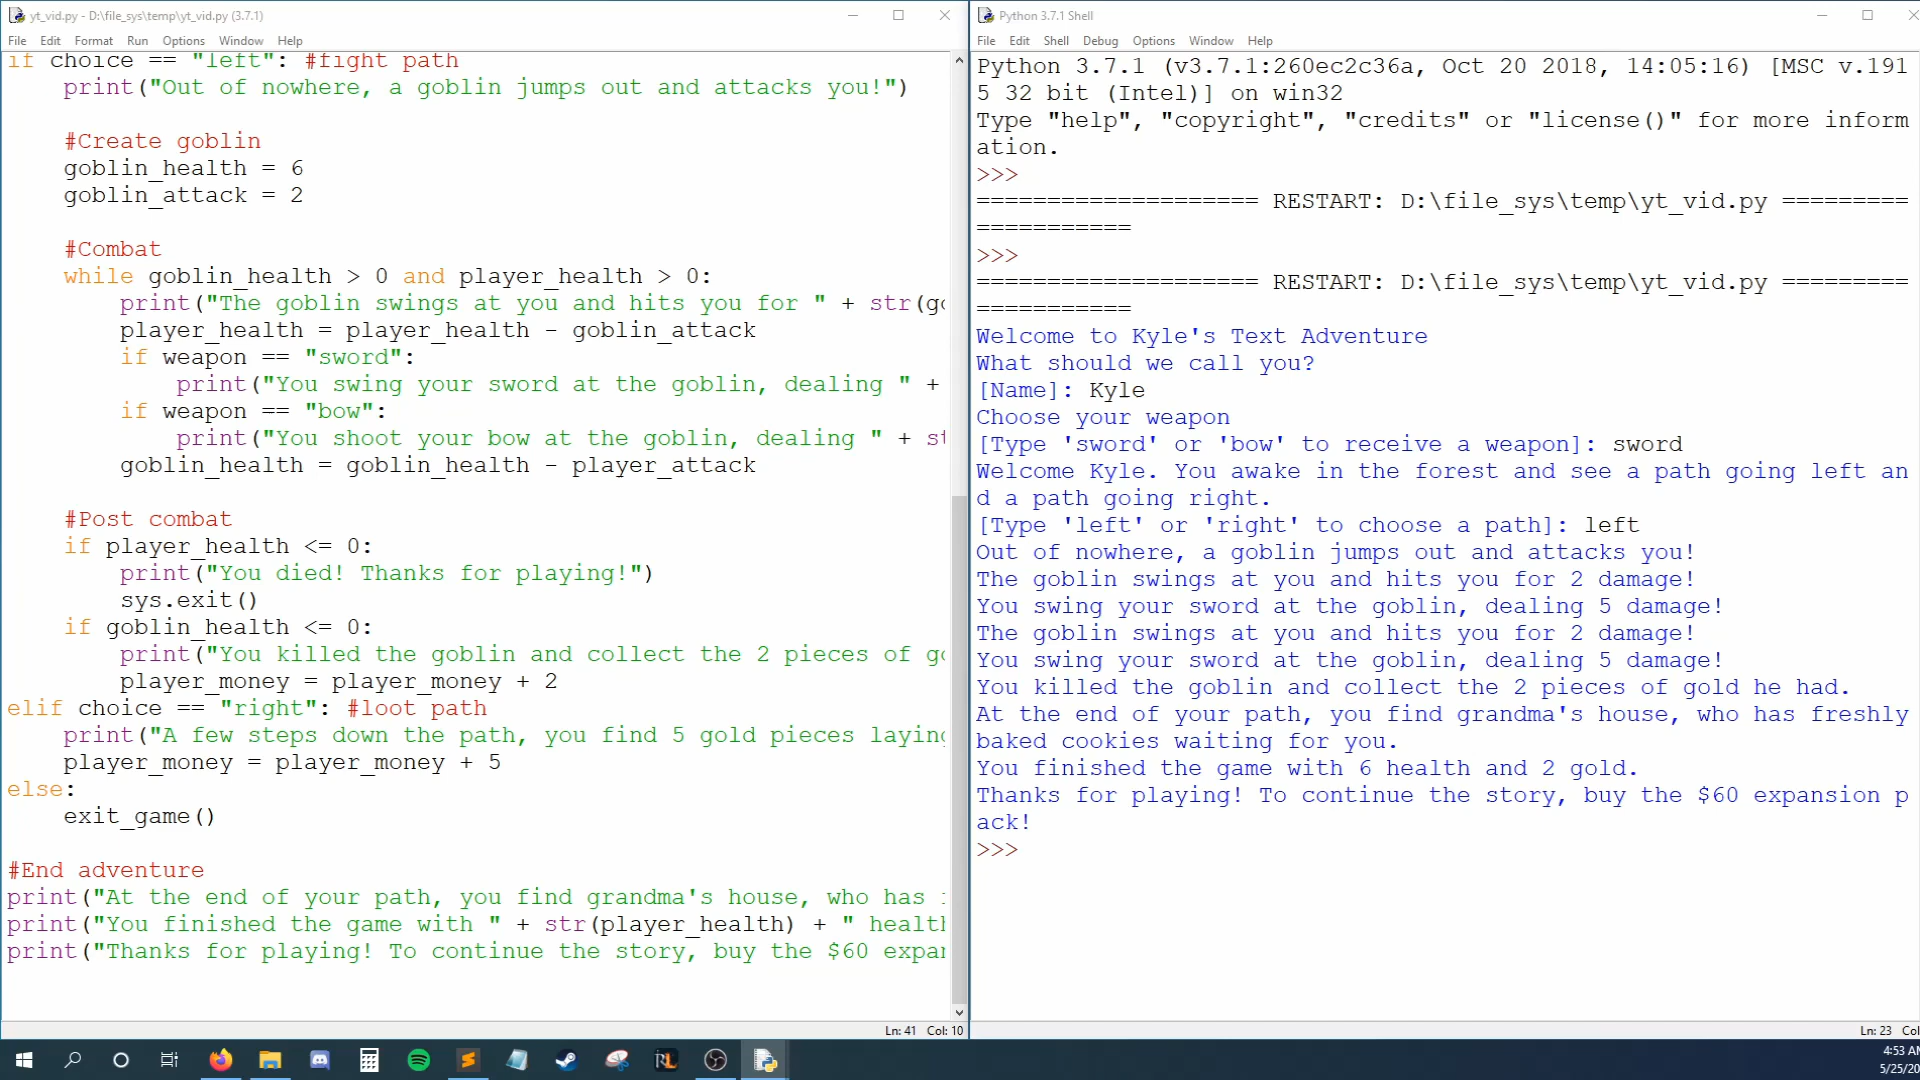 yt_vid.py - D:\file_sys\temp\yt_vid.py (3.7.1)
File Edit Format Run Options Window Help
if choice == "left": #fight path
    print("Out of nowhere, a goblin jumps out and attacks you!")
    #Create goblin
    goblin_health = 6
    goblin_attack = 2
    #Combat
    while goblin_health > 0 and player_health > 0:
        print("The goblin swings at you and hits you for " + str(go
        player_health = player_health - goblin_attack
        if weapon == "sword":
            print("You swing your sword at the goblin, dealing " +
        if weapon == "bow":
            print("You shoot your bow at the goblin, dealing " + st
        goblin_health = goblin_health - player_attack
    #Post combat
    if player_health <= 0:
        print("You died! Thanks for playing!")
        sys.exit()
    if goblin_health <= 0:
        print("You killed the goblin and collect the 2 pieces of go
        player_money = player_money + 2
elif choice == "right": #loot path
    print("A few steps down the path, you find 5 gold pieces laying
    player_money = player_money + 5
else:
    exit_game()
#End adventure
print("At the end of your path, you find grandma's house, who has
print("You finished the game with " + str(player_health) + " health
print("Thanks for playing! To continue the story, buy the $60 expan
Ln: 41 Col: 10
Python 3.7.1 Shell
File Edit Shell Debug Options Window Help
Python 3.7.1 (v3.7.1:260ec2c36a, Oct 20 2018, 14:05:16) [MSC v.191
5 32 bit (Intel)] on win32
Type "help", "copyright", "credits" or "license()" for more inform
ation.
>>>
==================== RESTART: D:\file_sys\temp\yt_vid.py =========
===========
>>>
==================== RESTART: D:\file_sys\temp\yt_vid.py =========
===========
Welcome to Kyle's Text Adventure
What should we call you?
[Name]: Kyle
Choose your weapon
[Type 'sword' or 'bow' to receive a weapon]: sword
Welcome Kyle. You awake in the forest and see a path going left an
d a path going right.
[Type 'left' or 'right' to choose a path]: left
Out of nowhere, a goblin jumps out and attacks you!
The goblin swings at you and hits you for 2 damage!
You swing your sword at the goblin, dealing 5 damage!
The goblin swings at you and hits you for 2 damage!
You swing your sword at the goblin, dealing 5 damage!
You killed the goblin and collect the 2 pieces of gold he had.
At the end of your path, you find grandma's house, who has freshly
baked cookies waiting for you.
You finished the game with 6 health and 2 gold.
Thanks for playing! To continue the story, buy the $60 expansion p
ack!
>>>
Ln: 23 Col
RL
4:53 AM
5/25/20